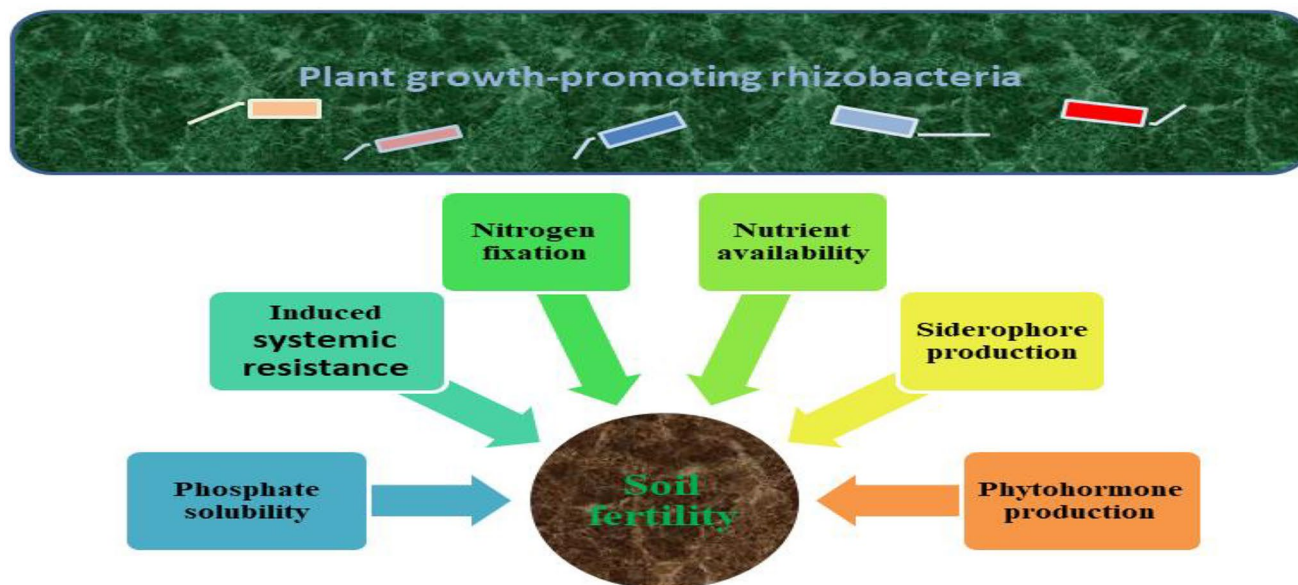 Plant growth-promoting rhizobacteria
Nitrogen
fixation
Nutrient
availability
Induced
systemic
resistance
Siderophore
production
Phosphate
solubility
Soil
fertility
Phytohormone
production